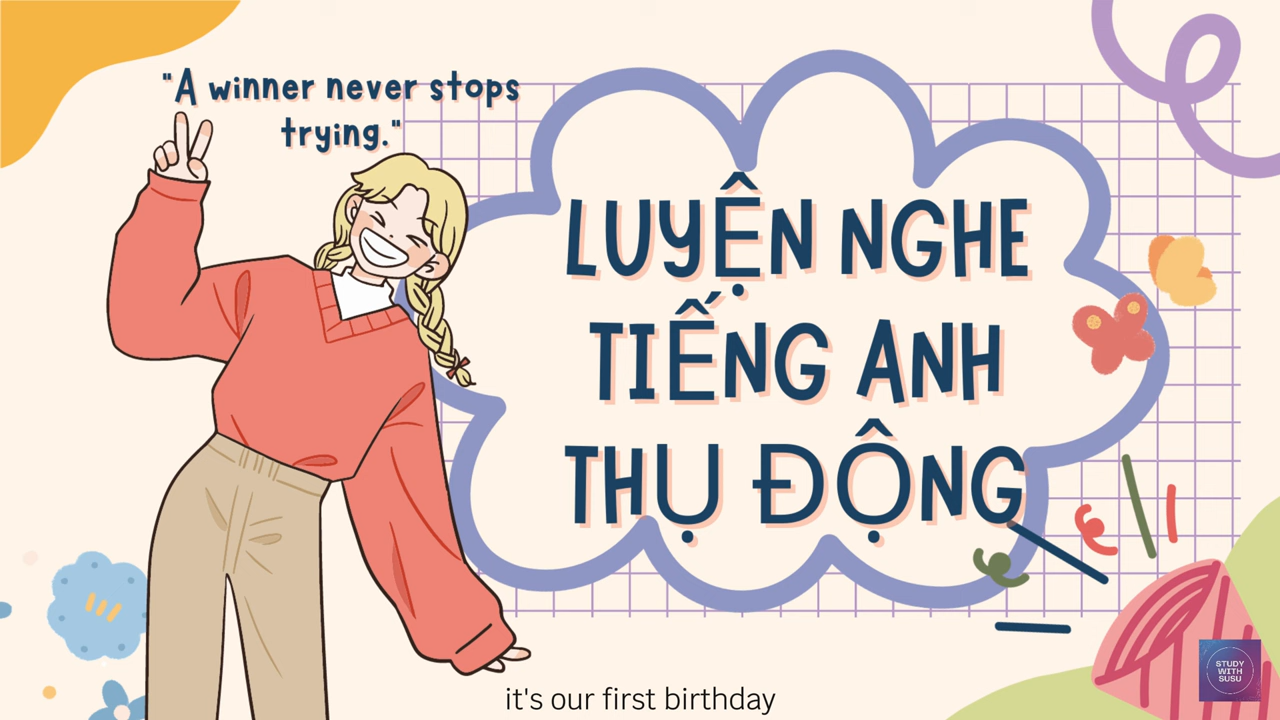 "A winner never stops
trying."
LUYỆN NGHE
TIẾNG ANH
THỤ ĐỘNG
STUDY
WITH
SUSU
it's our first birthday